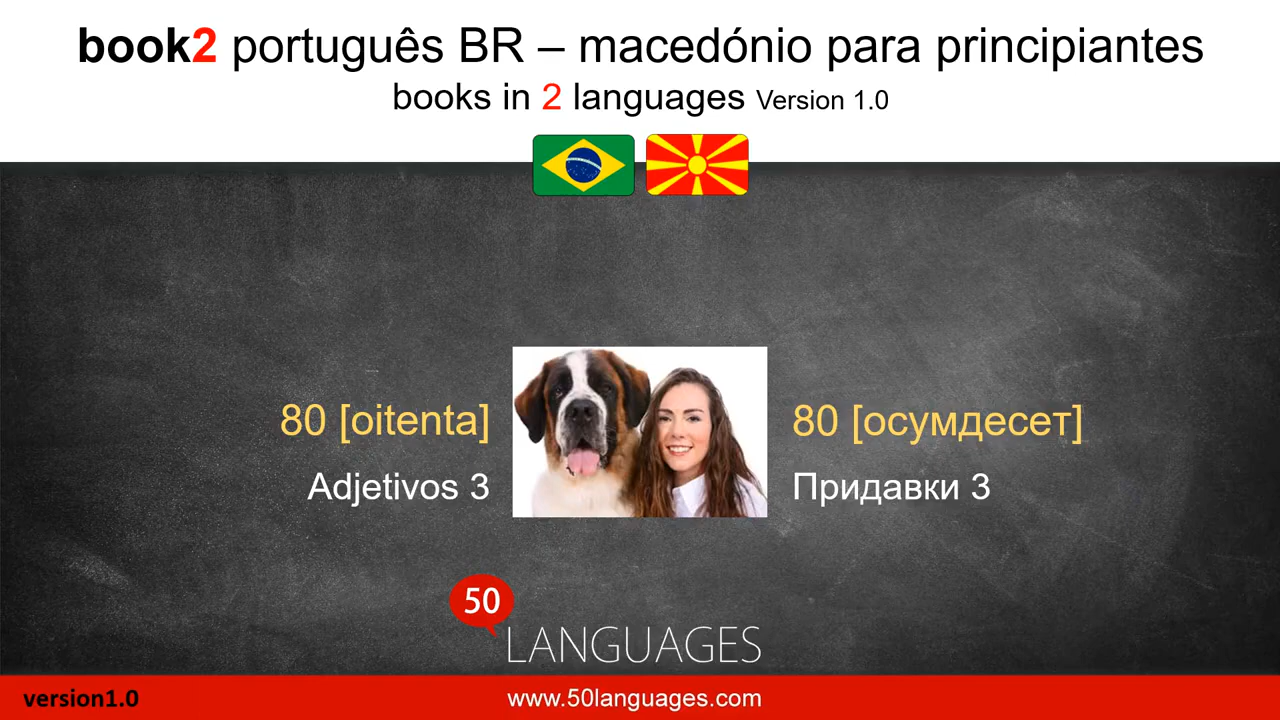 book2 português BR – macedónio para principiantes
books in 2 languages Version 1.0
80 [oitenta]
Adjetivos 3
80 [осумдесет]
Придавки 3
50
LANGUAGES
version1.0
www.50languages.com